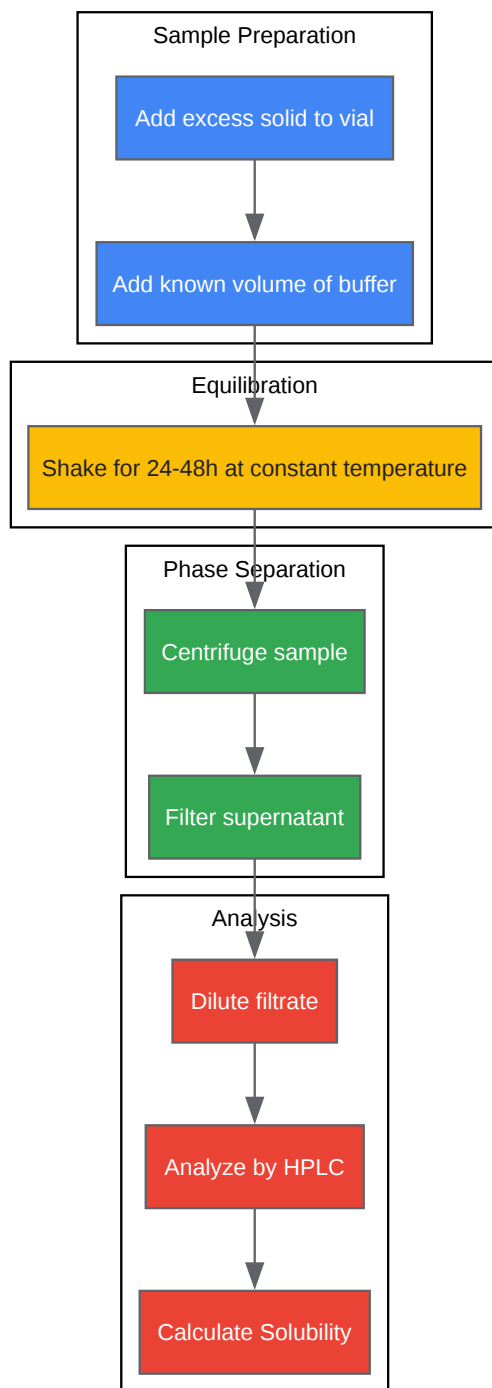 Sample Preparation
Add excess solid to vial
Add known volume of buffer
Equilibration
Shake for 24-48h at constant temperature
Phase Separation
Centrifuge sample
Filter supernatant
Analysis
Dilute filtrate
Analyze by HPLC
Calculate Solubility